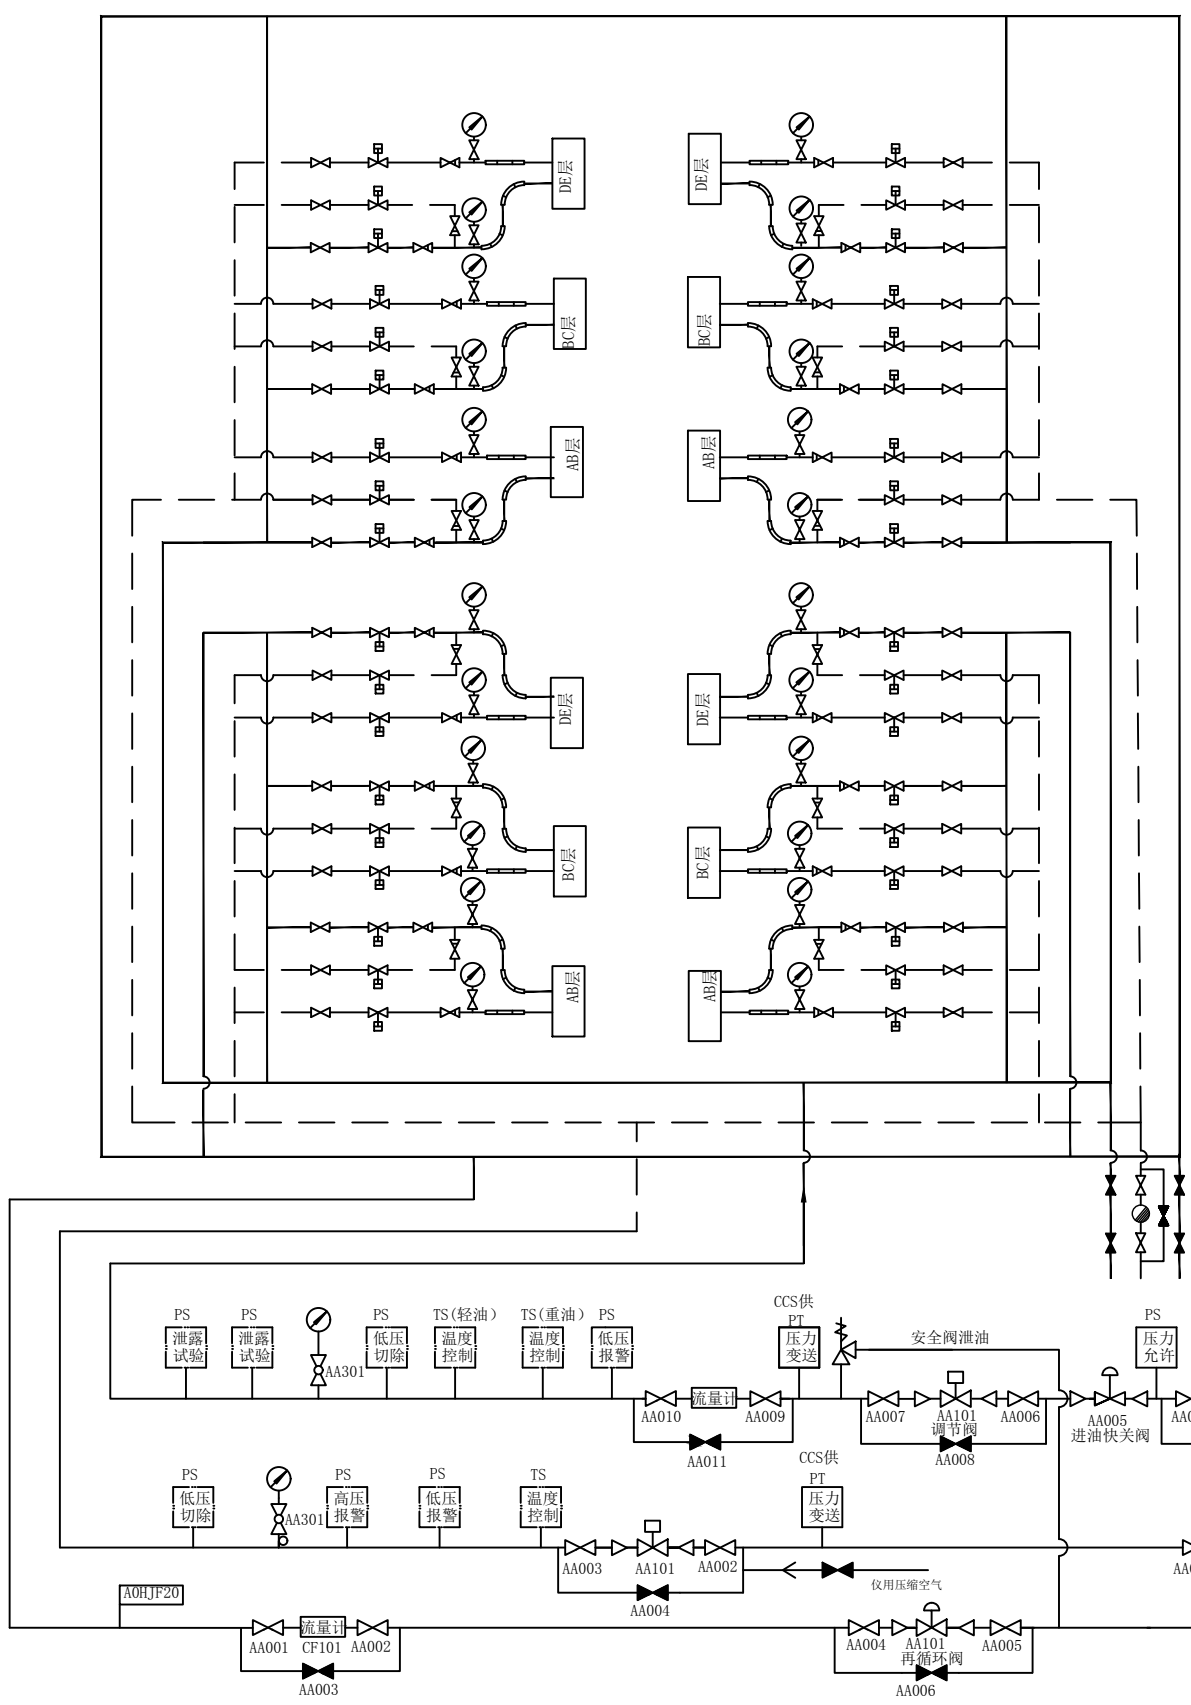 DE层
DE层
BC层
BC层
AB层
AB层
DE层
DE层
BC层
BC层
AB层
AB层
PS
泄露
试验
PS
泄露
试验
AA301
PS
低压
切除
TS(轻油)
温度
控制
TS(重油)
温度
控制
PS
低压
报警
CCS供
PT
压力
变送
安全阀泄油
PS
压力
允许
AA010
流量计
AA009
AA011
AA007
AA101
调节阀
AA006
AA008
AA005
进油快关阀
PS
低压
切除
AA301
PS
高压
报警
PS
低压
报警
TS
温度
控制
CCS供
PT
压力
变送
AA003
AA101
AA002
AA004
仪用压缩空气
A0HJF20
AA001
流量计
CF101
AA002
AA003
AA004
AA101
再循环阀
AA005
AA006